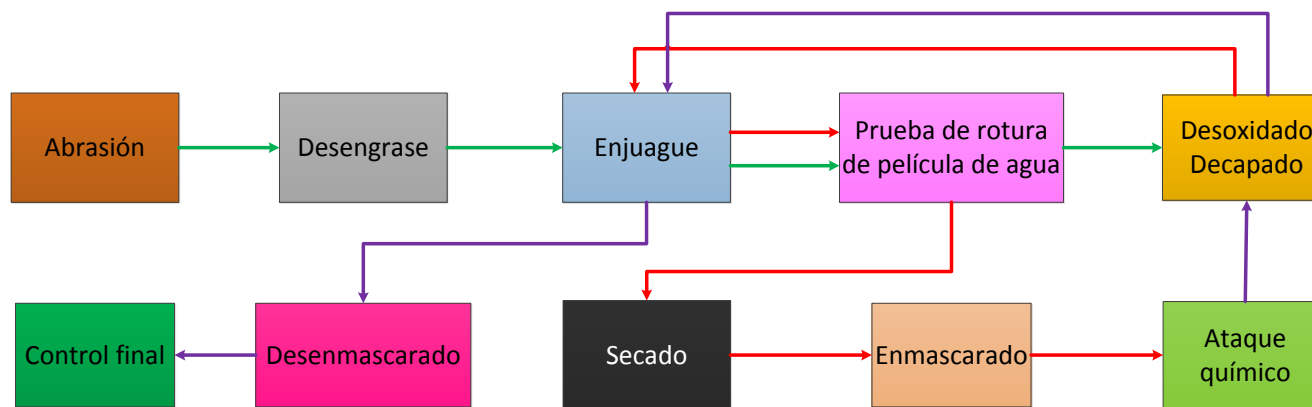 Abrasión
Desengrase
Enjuague
Prueba de rotura
de película de agua
Desoxidado
Decapado
Control final
Desenmascarado
Secado
Enmascarado
Ataque
químico